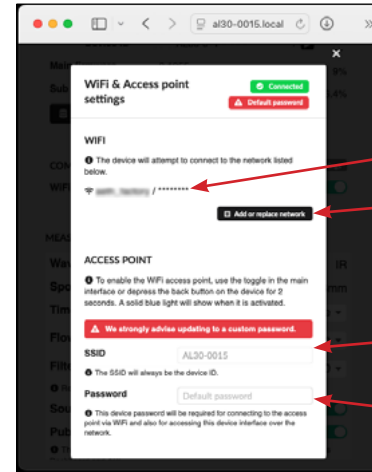 al30-0015.local
WiFi & Access point
settings
Connected
Default password
WIFI
The device will attempt to connect to the network listed
below.
/ ********
Add or replace network
ACCESS POINT
To enable the WiFi access point, use the toggle in the main
interface or depress the back button on the device for 2
seconds. A solid blue light will show when it is activated.
We strongly advise updating to a custom password.
SSID
AL30-0015
The SSID will always be the device ID.
Password
Default password
This device password will be required for connecting to the access
point via WiFi and also for accessing this device interface over the
network.